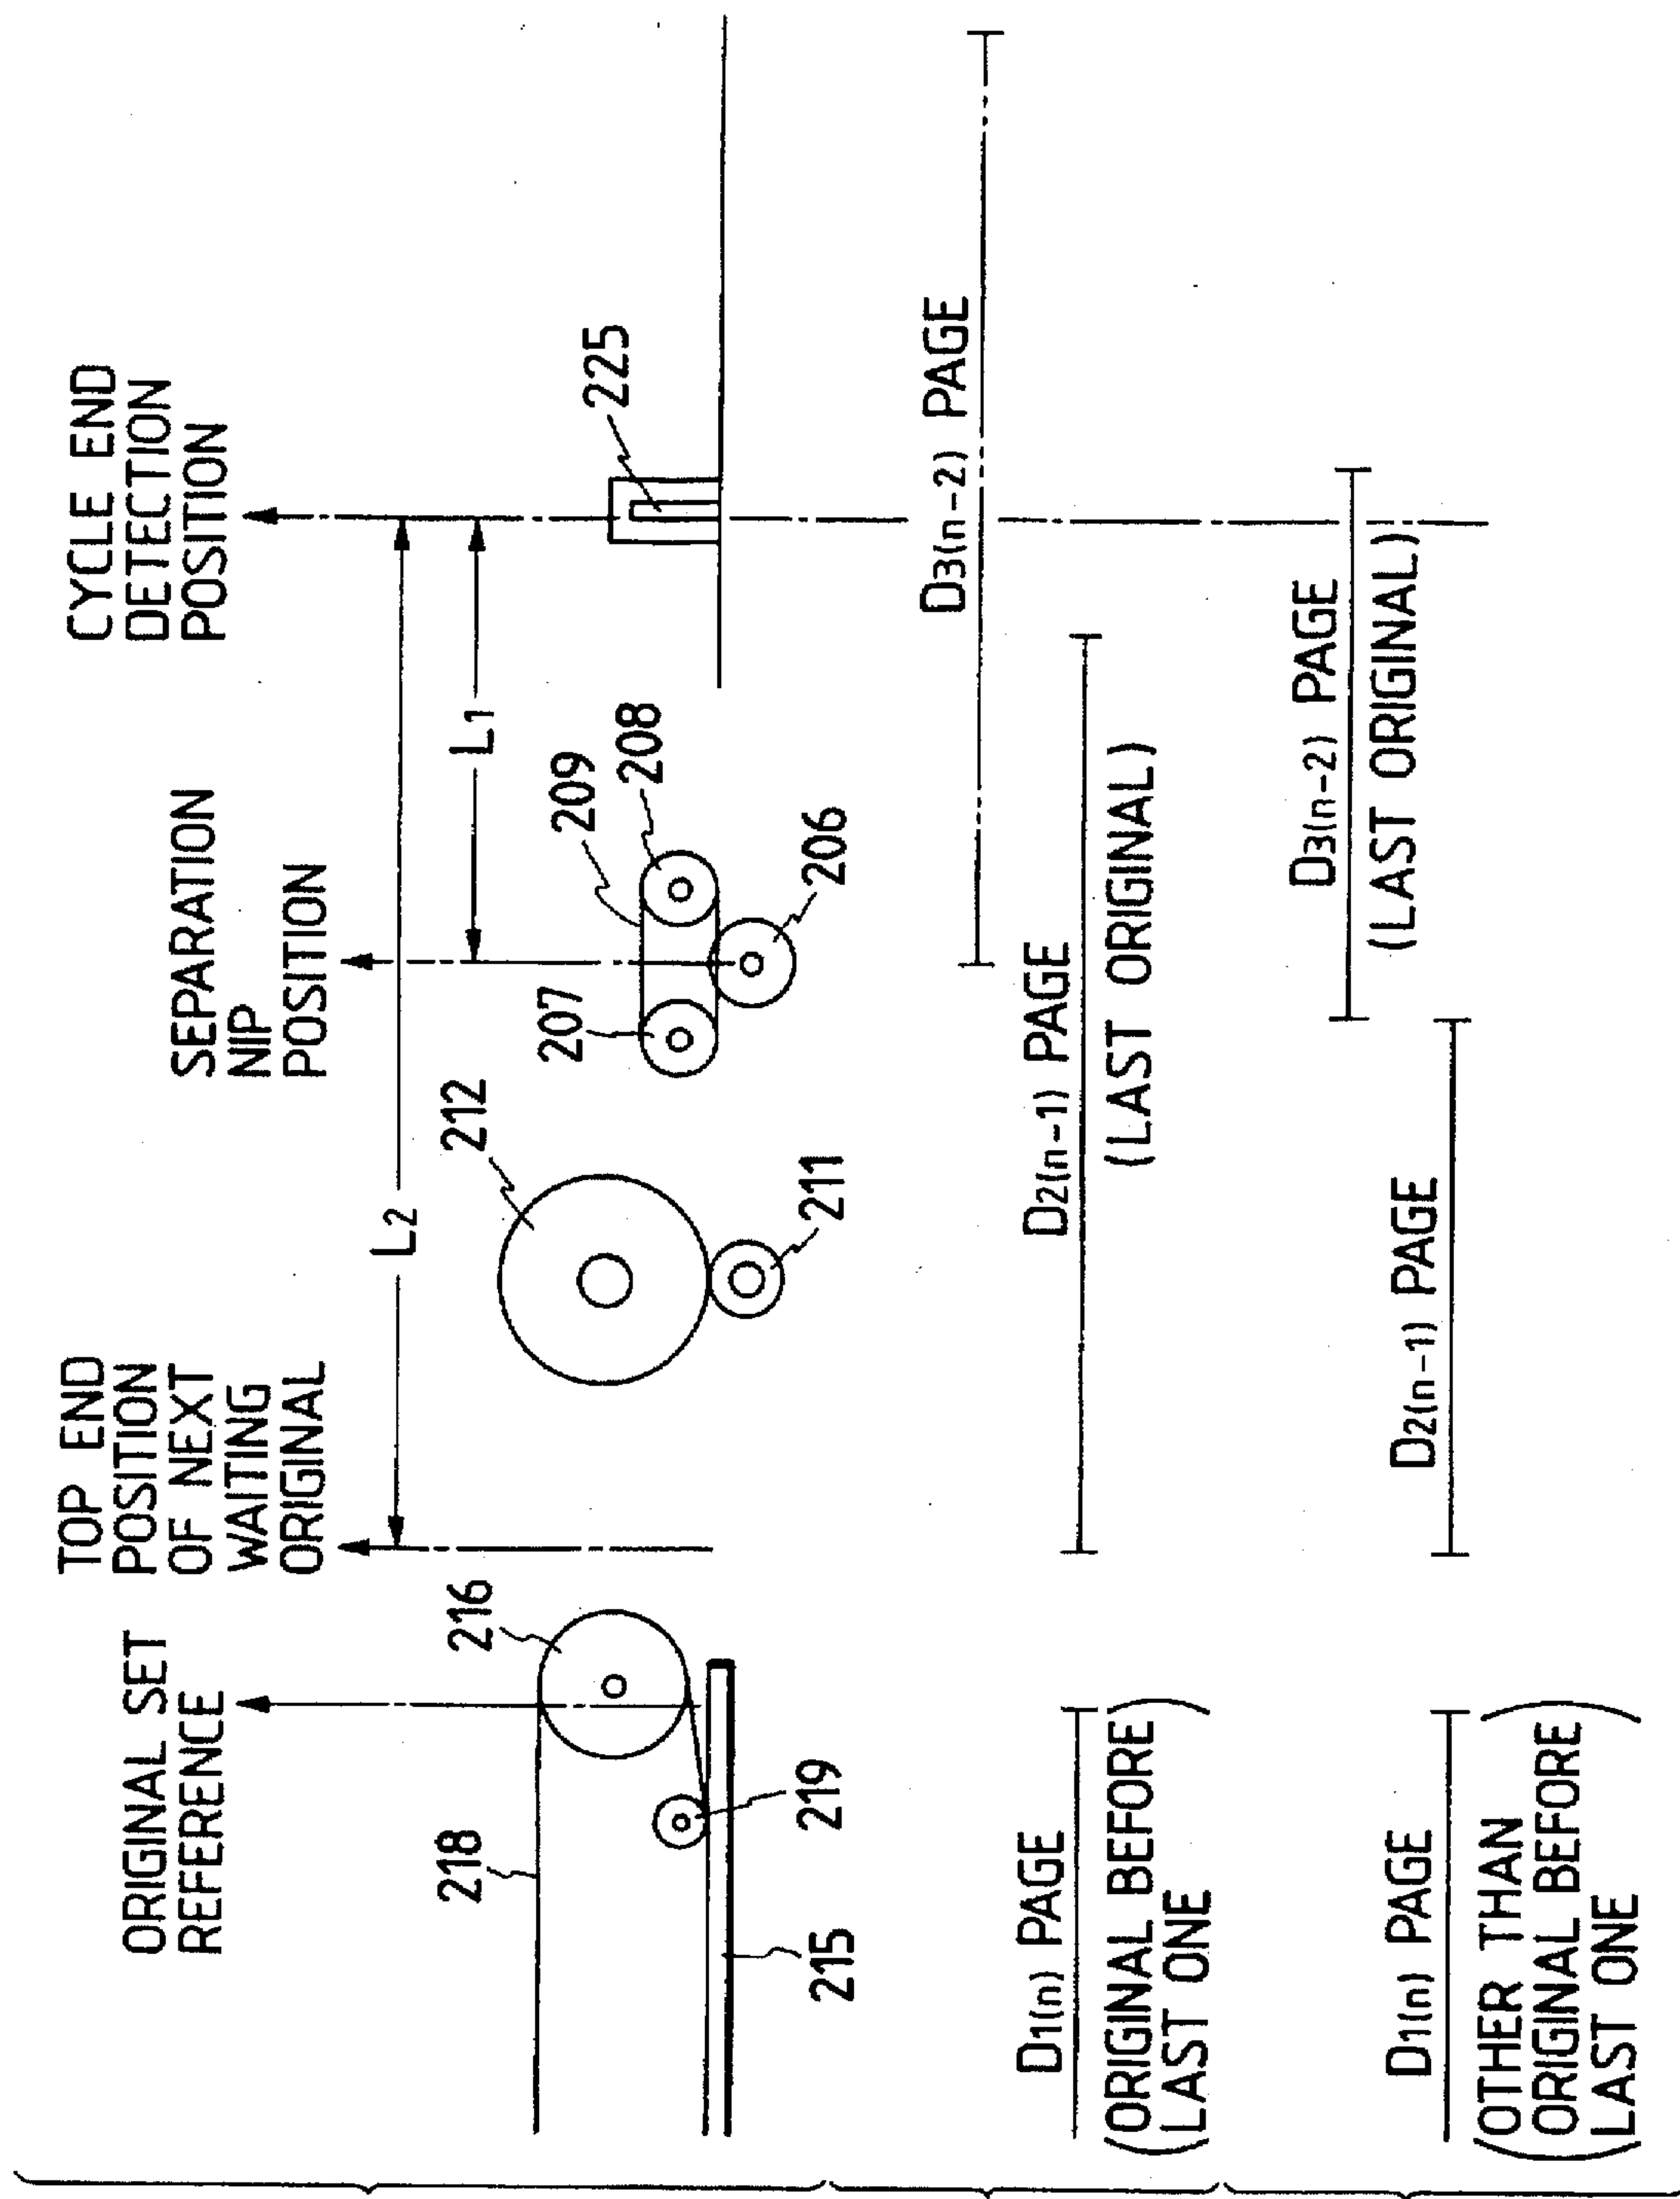 ORIGINAL SET
REFERENCE
TOP END
POSITION
OF NEXT
WAITING
ORIGINAL
SEPARATION
NIP
POSITION
CYCLE END
DETECTION
POSITION
L2
L1
218
216
212
207
209
208
225
215
219
211
206
D3(n-2) PAGE
D1(n) PAGE
(ORIGINAL BEFORE)
(LAST ONE)
D2(n-1) PAGE
(LAST ORIGINAL)
D1(n) PAGE
(OTHER THAN
ORIGINAL BEFORE
LAST ONE)
D2(n-1) PAGE
D3(n-2) PAGE
(LAST ORIGINAL)